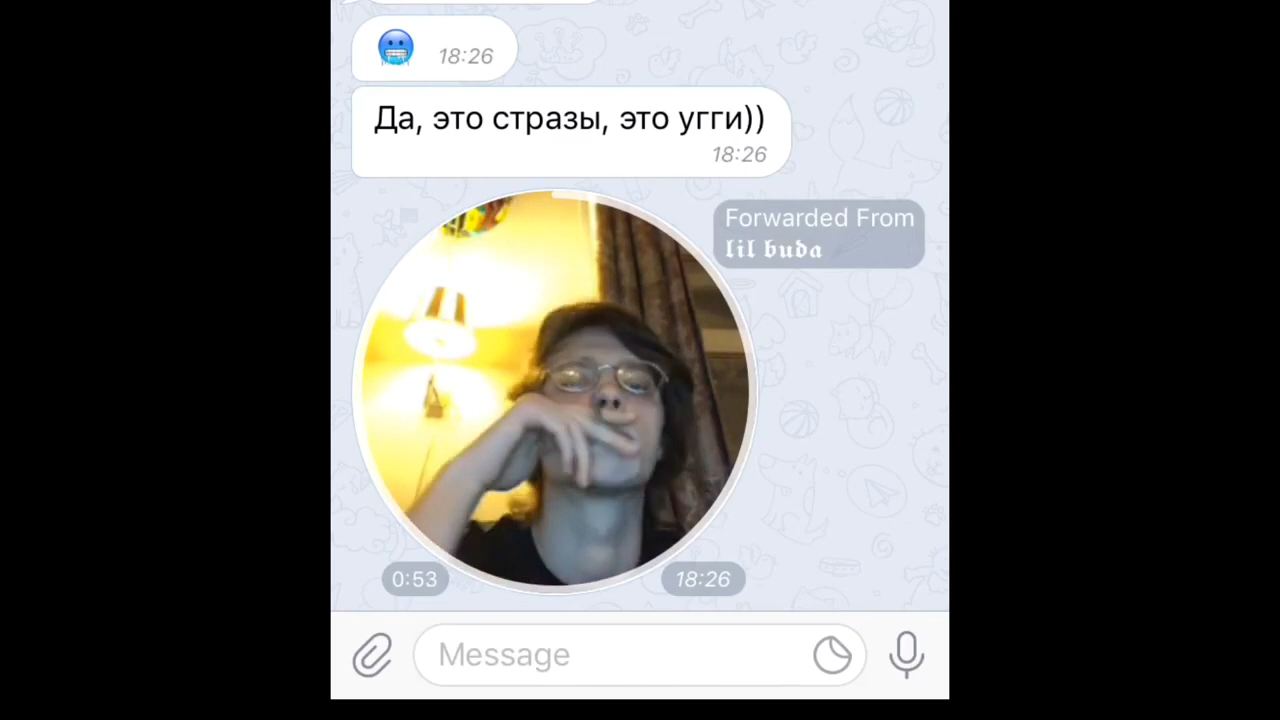 18:26
Да, это стразы, это угги))
18:26
Forwarded From
𝖑𝖎𝖑 𝖇𝖚𝖉𝖆
0:53
18:26
Message